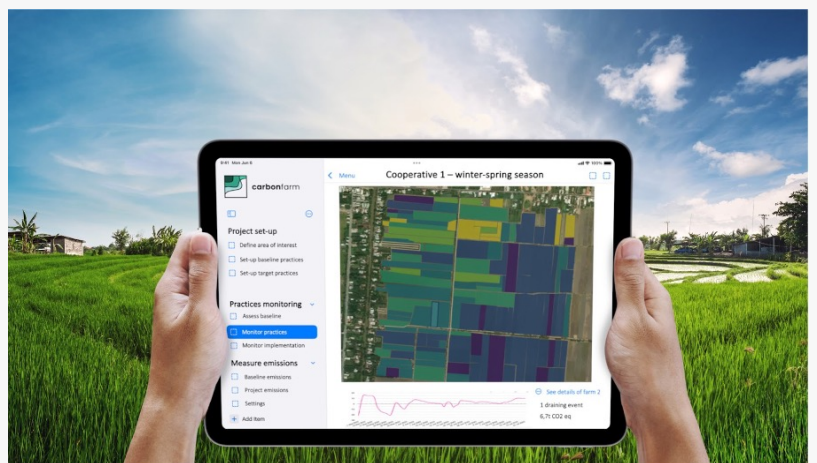 9:41 Mon Jun 6
100%
carbonfarm
Menu
Cooperative 1 – winter-spring season
Project set-up
Define area of interest
Set-up baseline practices
Set-up target practices
Practices monitoring
Assess baseline
Monitor practices
Monitor implementation
Measure emissions
Baseline emissions
Project emissions
Settings
Add Item
See details of farm 2
1 draining event
6,7t CO2 eq